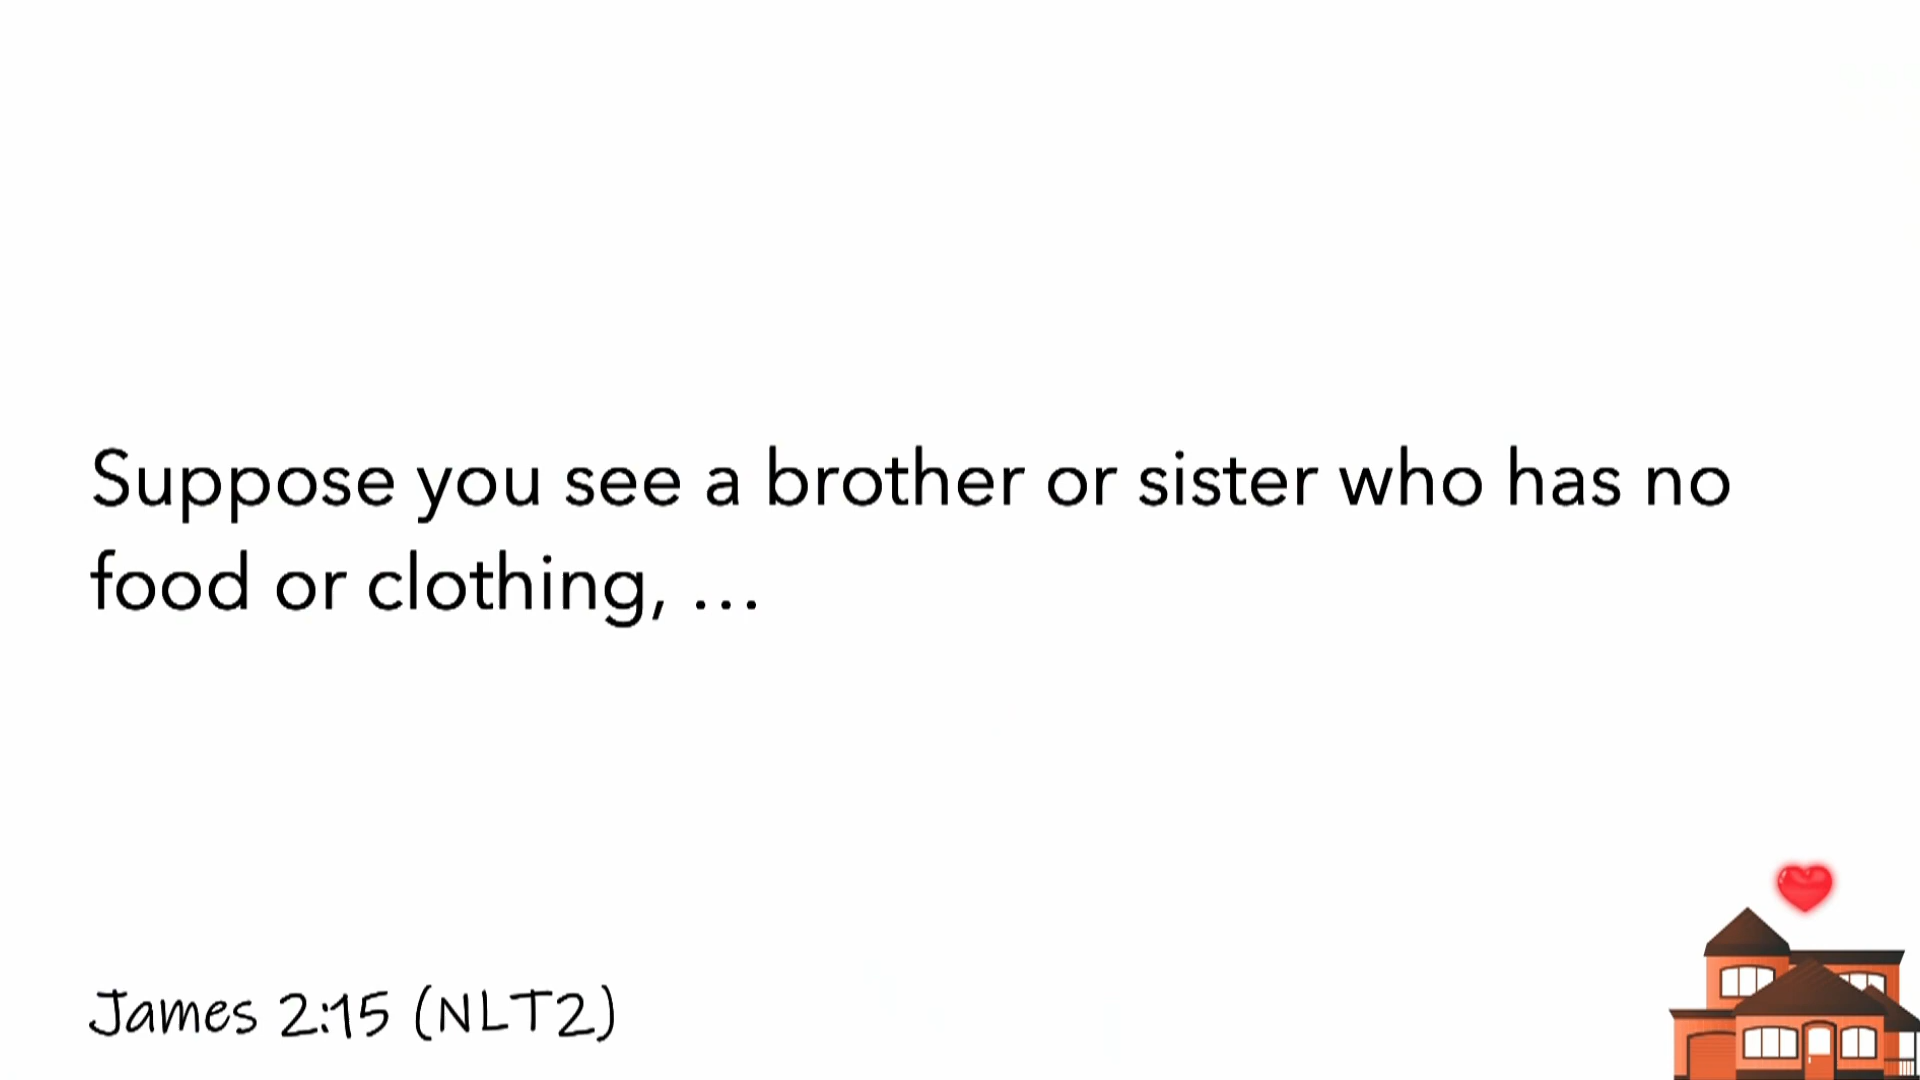 Suppose you see a brother or sister who has no
food or clothing, ...
James 2:15 (NLT2)